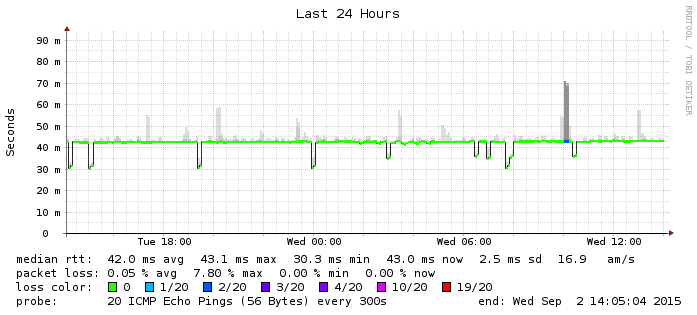 Last 24 Hours
RRDTOOL / TOBI OETIKER
Seconds
90 m
80 m
70 m
60 m
50 m
40 m
30 m
20 m
10 m
0
Tue 18:00 Wed 00:00 Wed 06:00 Wed 12:00
median rtt: 42.0 ms avg 43.1 ms max 30.3 ms min 43.0 ms now 2.5 ms sd 16.9 am/s
packet loss: 0.05 % avg 7.80 % max 0.00 % min 0.00 % now
loss color: 0 1/20 2/20 3/20 4/20 10/20 19/20
probe: 20 ICMP Echo Pings (56 Bytes) every 300s end: Wed Sep 2 14:05:04 2015